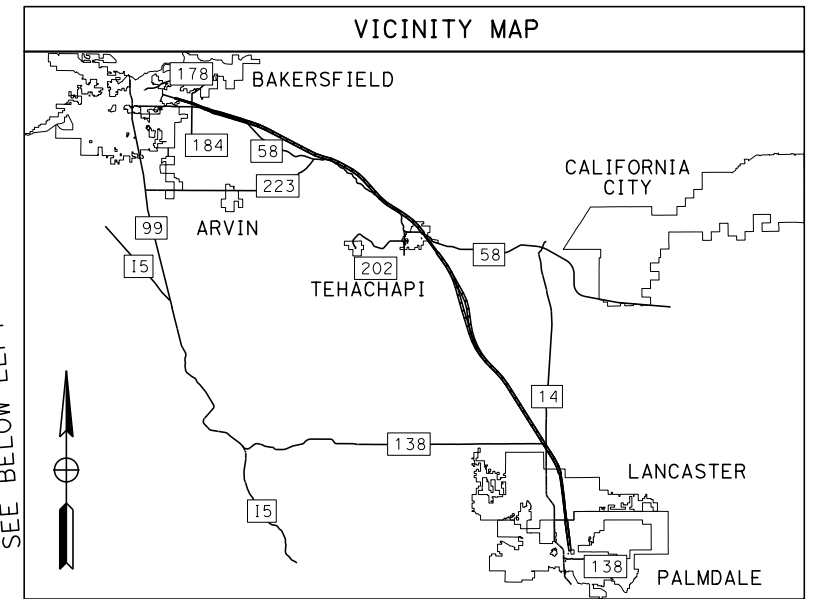 VICINITY MAP
178
BAKERSFIELD
184
58
CALIFORNIA
CITY
223
ARVIN
99
58
I5
202
TEHACHAPI
SEE BELOW
14
138
LANCASTER
I5
138
PALMDALE